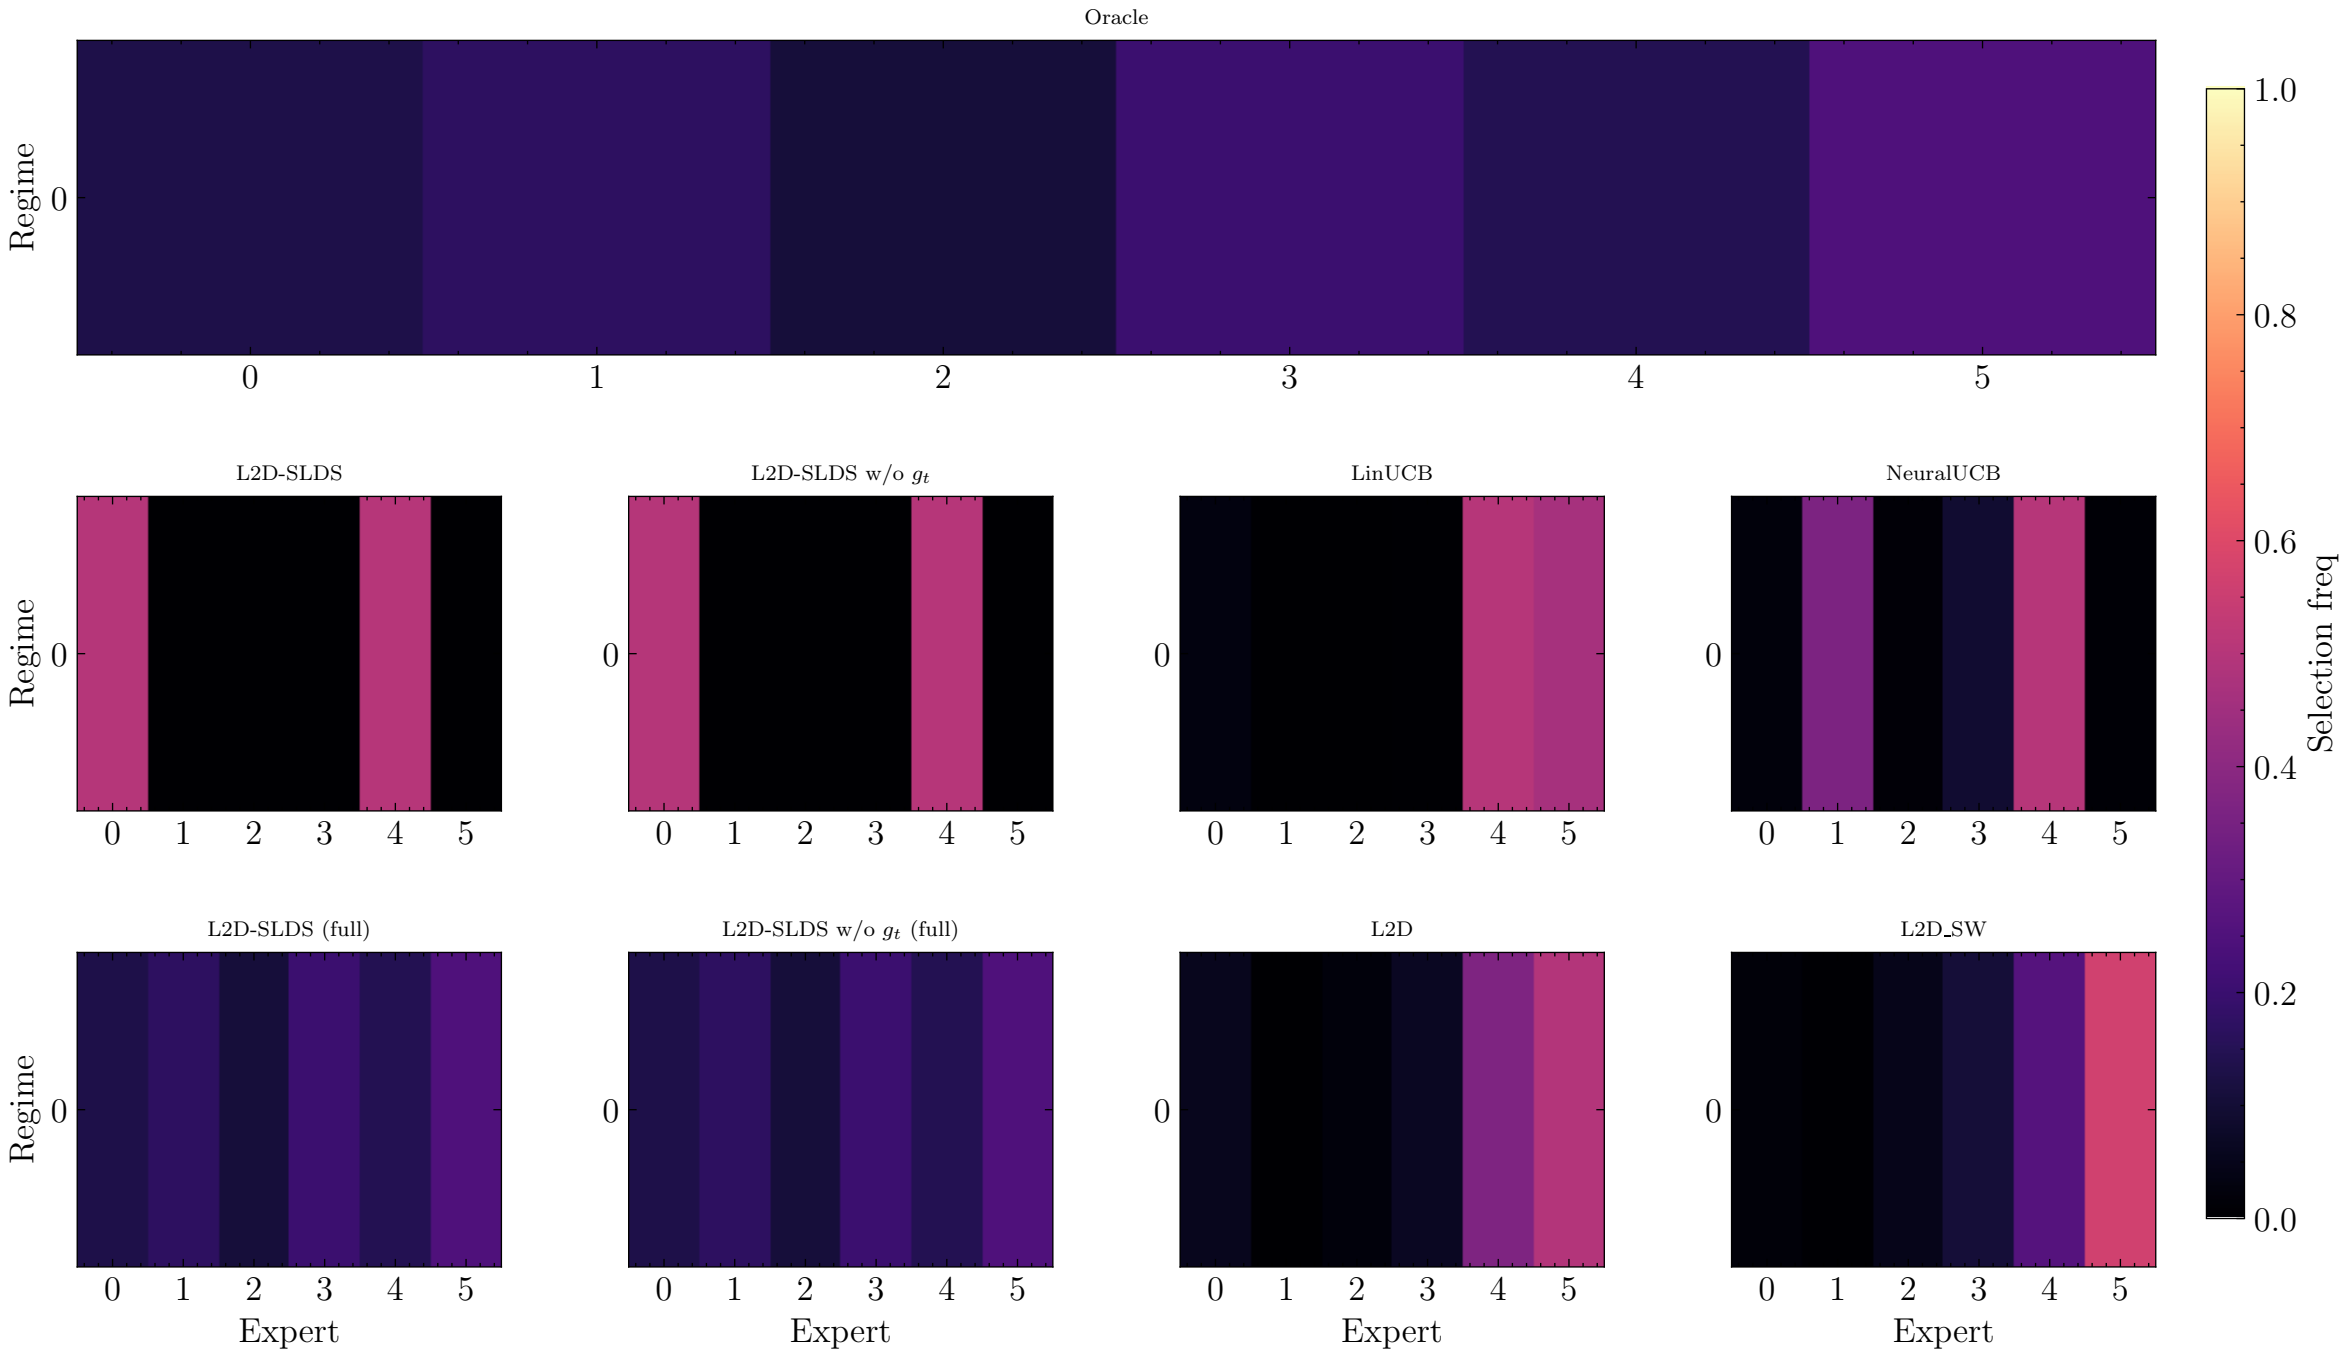 Oracle
Regime
0
0 1 2 3 4 5
L2D-SLDS
L2D-SLDS w/o g_t
LinUCB
NeuralUCB
Regime
0
0
0
0
0 1 2 3 4 5
0 1 2 3 4 5
0 1 2 3 4 5
0 1 2 3 4 5
L2D-SLDS (full)
L2D-SLDS w/o g_t (full)
L2D
L2D_SW
Regime
0
0
0
0
0 1 2 3 4 5
0 1 2 3 4 5
0 1 2 3 4 5
0 1 2 3 4 5
Expert
Expert
Expert
Expert
1.0
0.8
0.6
0.4
0.2
0.0
Selection freq